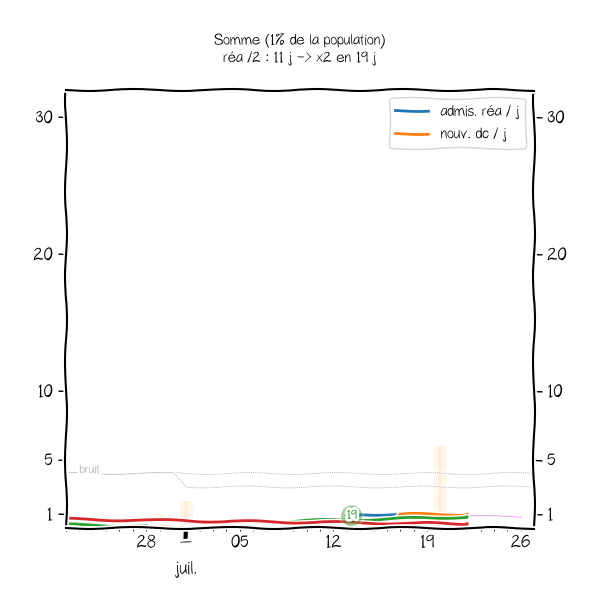 Somme (1% de la population)
réa /2 : 11 j -> x2 en 19 j
admis. réa / j
nouv. dc / j
30 30
20 20
10 10
5 5
bruit
19
1 1
28 1 05 12 19 26
juil.